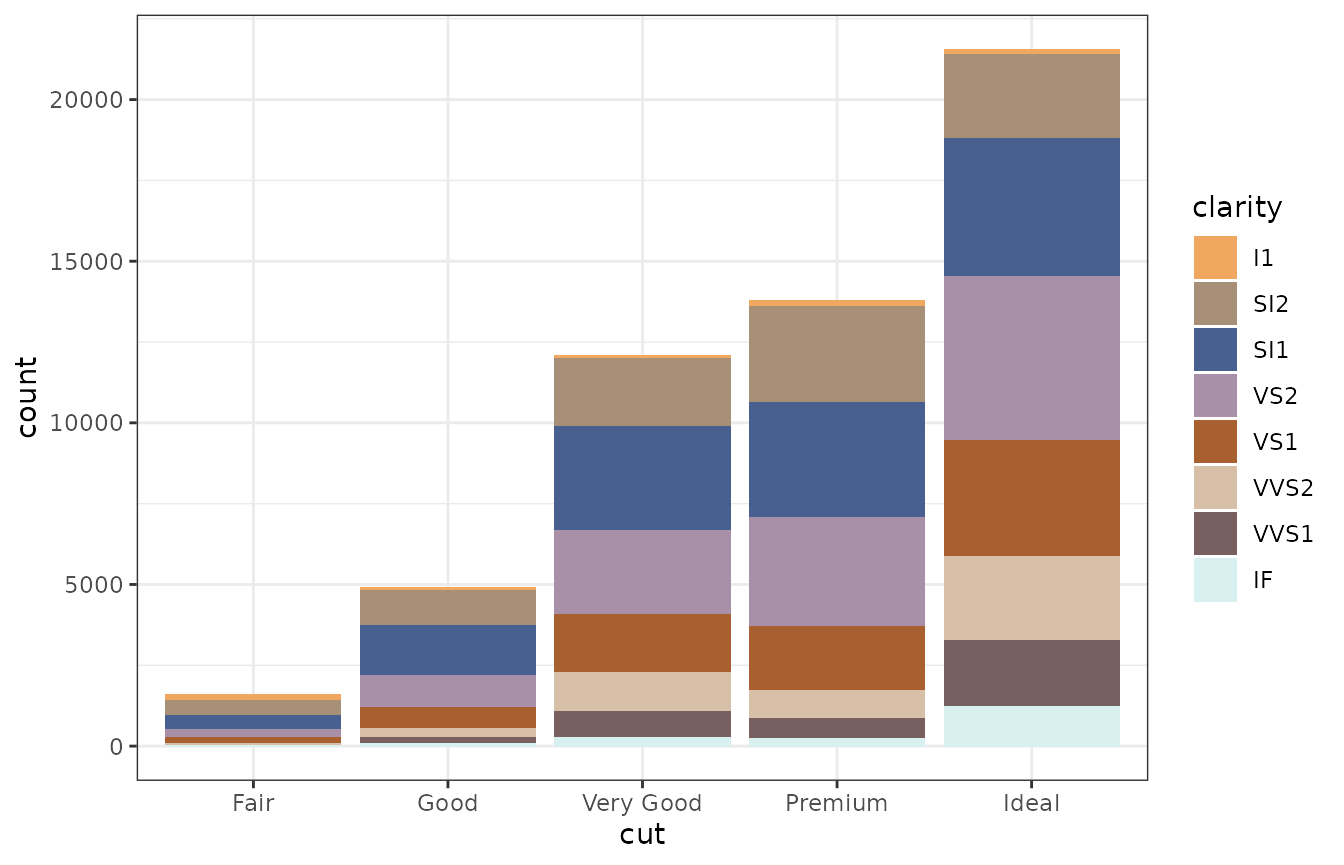 20000
15000
10000
5000
0
count
Fair
Good
Very Good
Premium
Ideal
cut
clarity
I1
SI2
SI1
VS2
VS1
VVS2
VVS1
IF